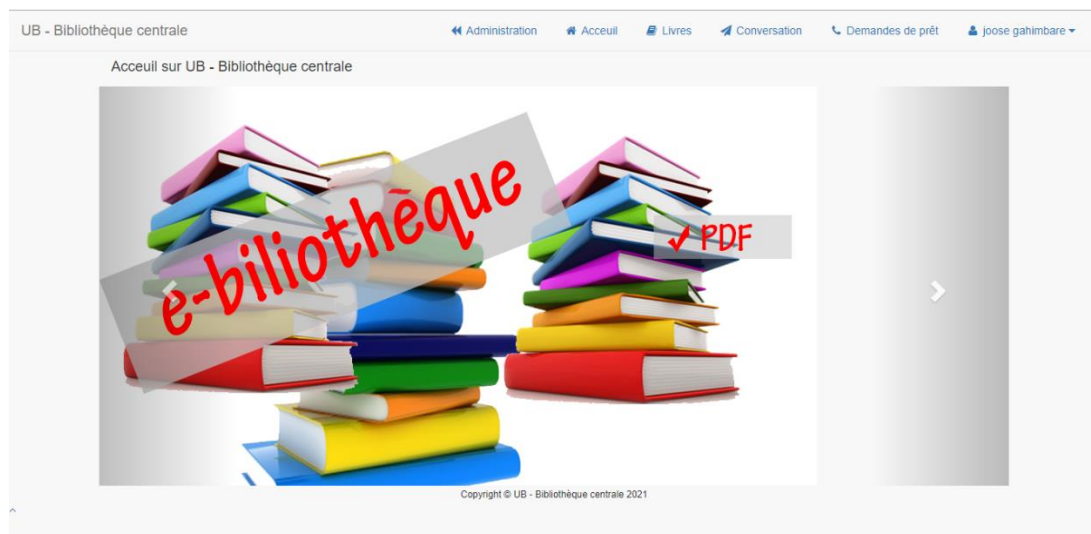 UB - Bibliothèque centrale
Administration
Acceuil
Livres
Conversation
Demandes de prêt
joose gahimbare
Acceuil sur UB - Bibliothèque centrale
e-biliothèque
PDF
Copyright © UB - Bibliothèque centrale 2021